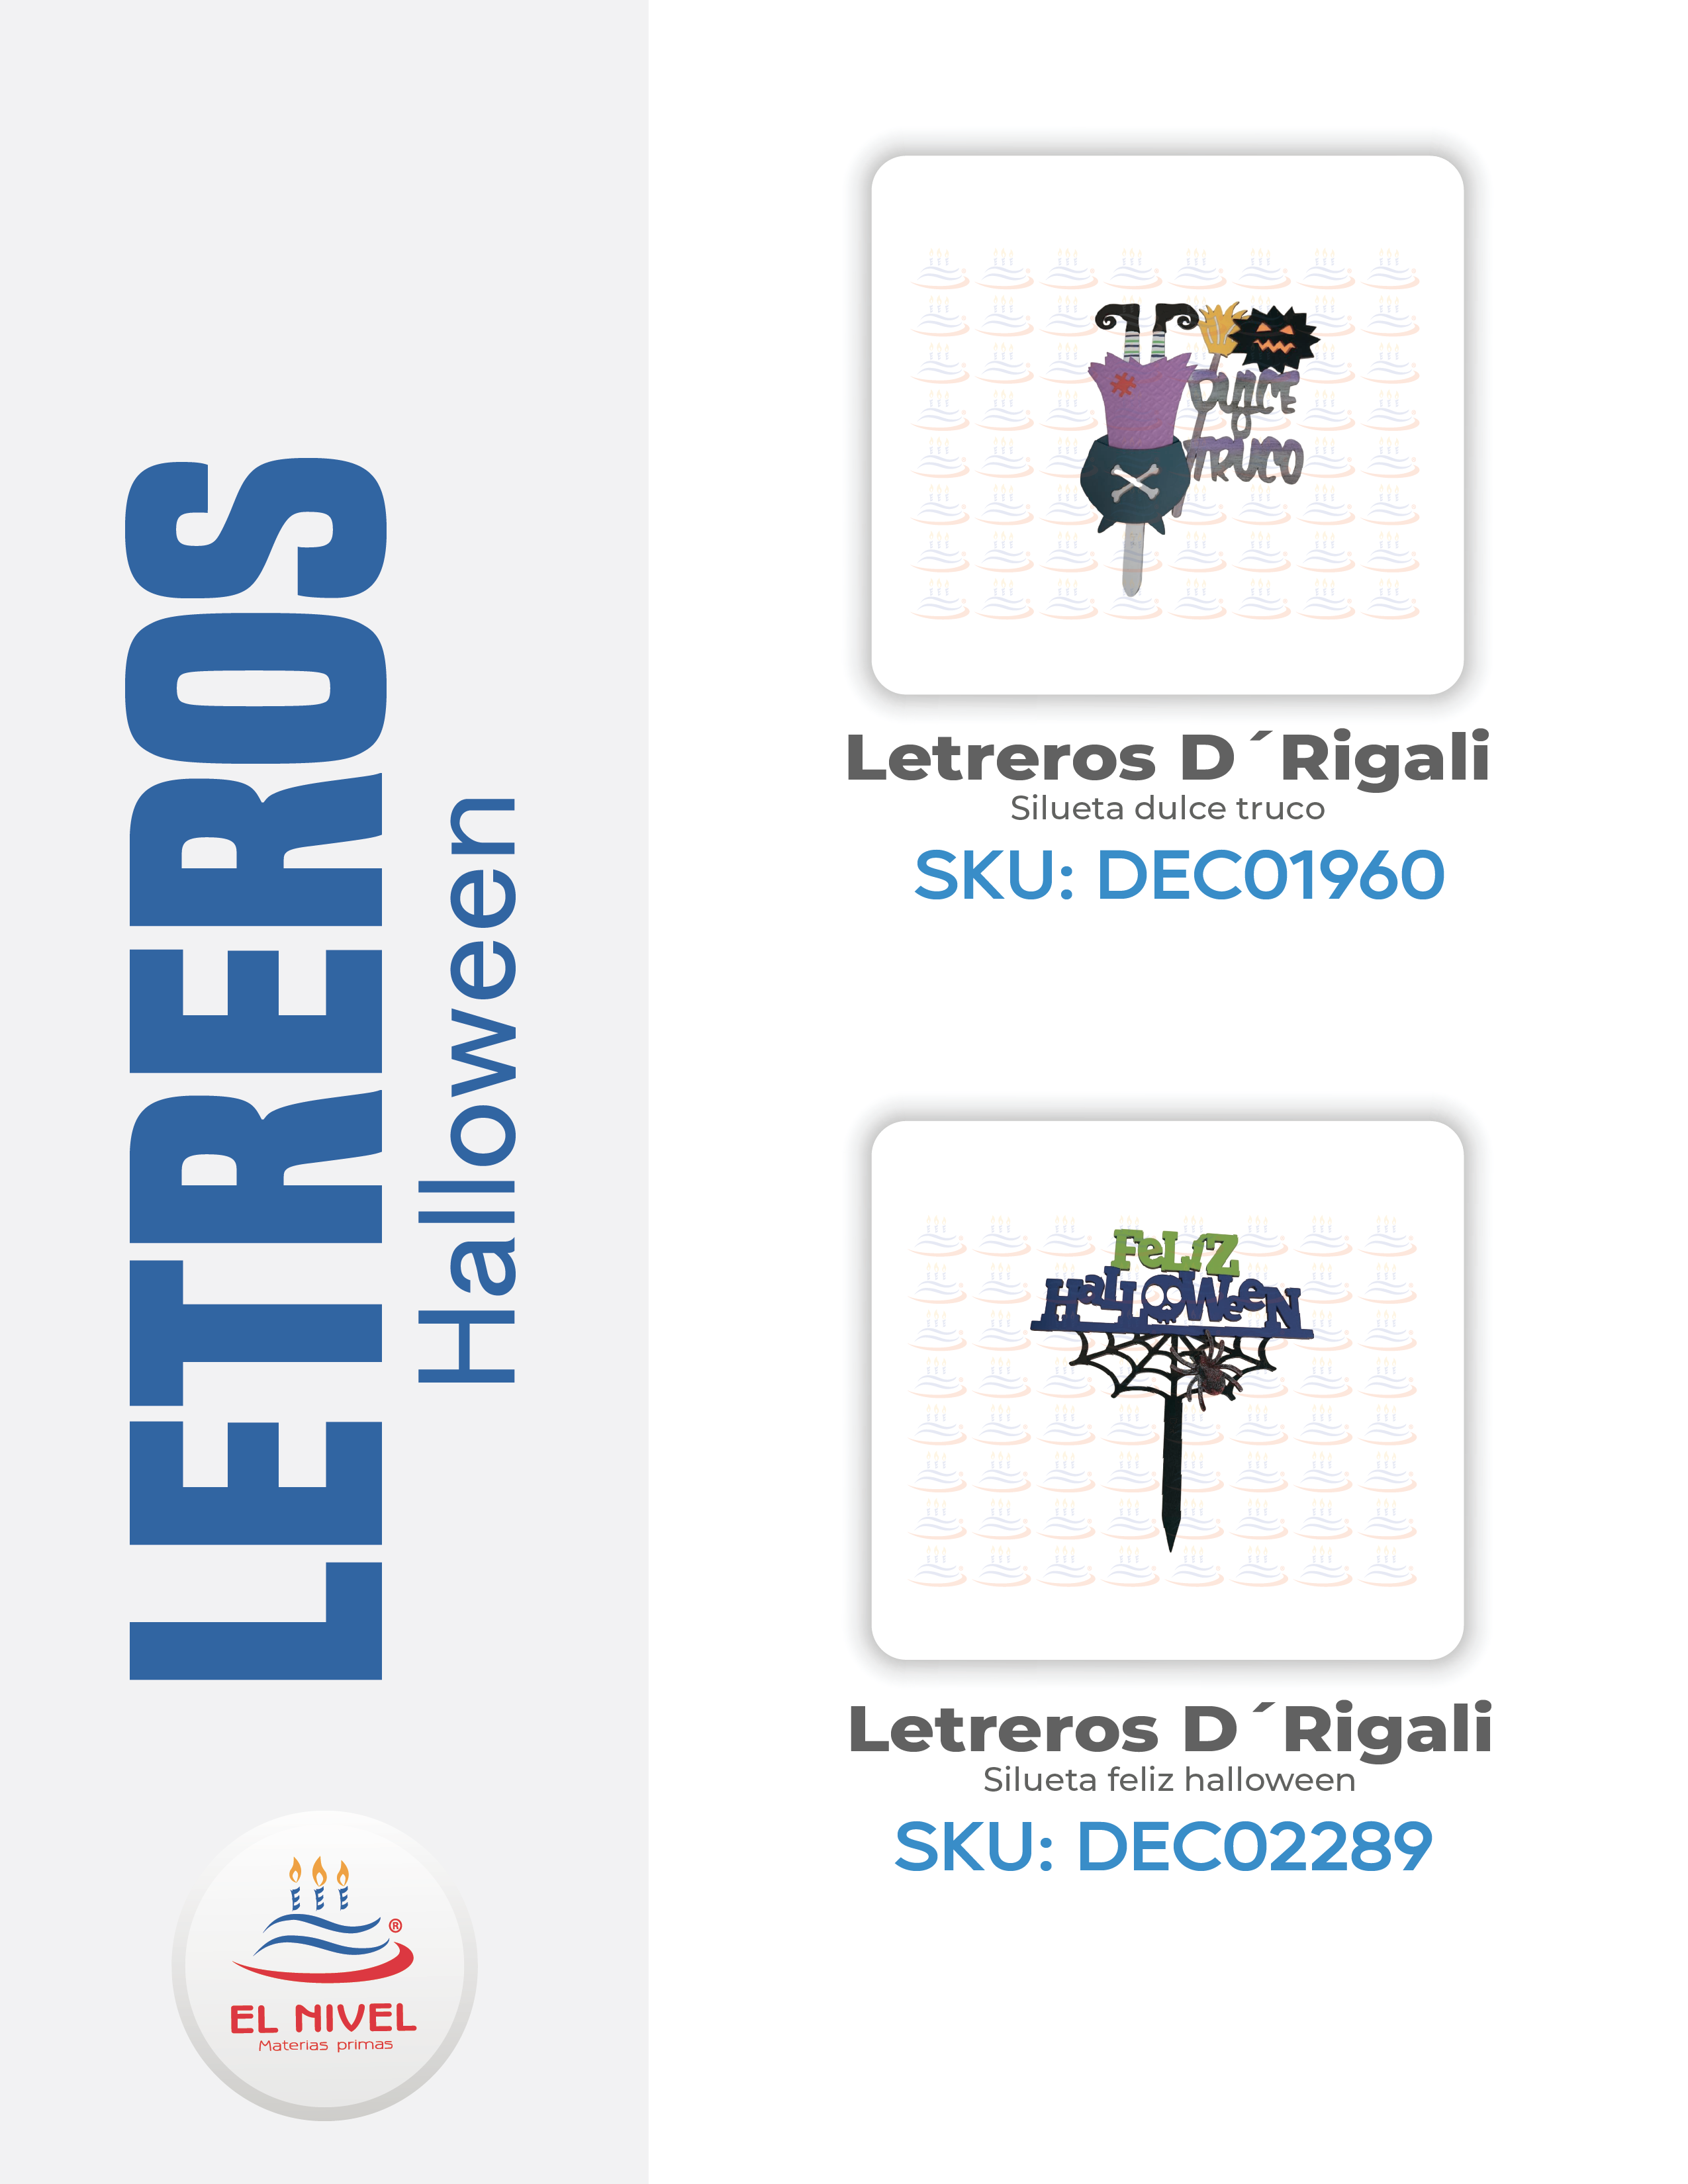 LETREROS
Halloween
DULCE
O
TRUCO
Letreros D´Rigali
Silueta dulce truco
SKU: DEC01960
FeLiZ
HaLLOWeeN
Letreros D´Rigali
Silueta feliz halloween
SKU: DEC02289
®
EL NIVEL
Materias primas